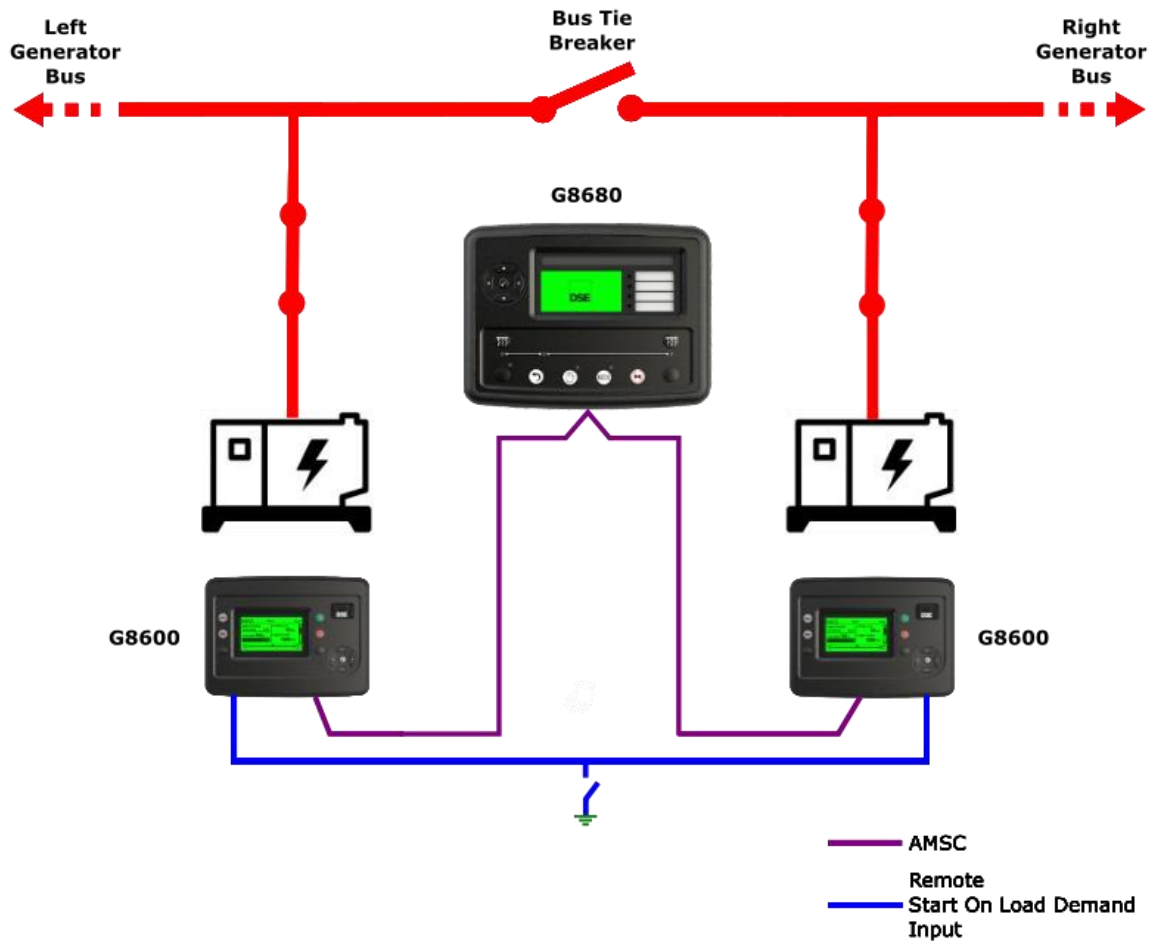 Left
Generator
Bus
Bus Tie
Breaker
Right
Generator
Bus
G8680
DSE
G8600
G8600
AMSC
Remote
Start On Load Demand
Input